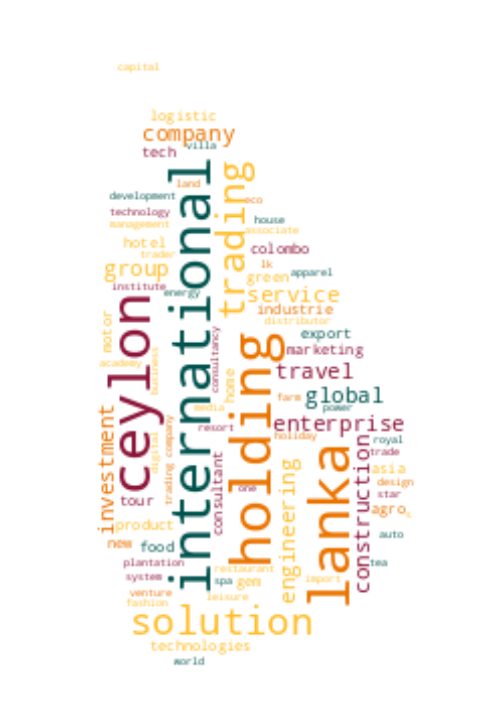 capital
logistic
company
villa
tech
trading
international
land
development
eco
technology
house
management
associate
hotel
colombo
trader
lk
group
green
apparel
institute
energy
service
ceylon
industrie
motor
distributor
export
consultancy
holding
marketing
academy
business
travel
home
farm
global
media
power
investment
resort
enterprise
trading company
digital
holiday
royal
lanka
construction
trade
consultant
engineering
asia
design
one
star
tour
agro
product
new
food
auto
plantation
restaurant
tea
system
spa
gem
import
venture
leisure
fashion
solution
technologies
world